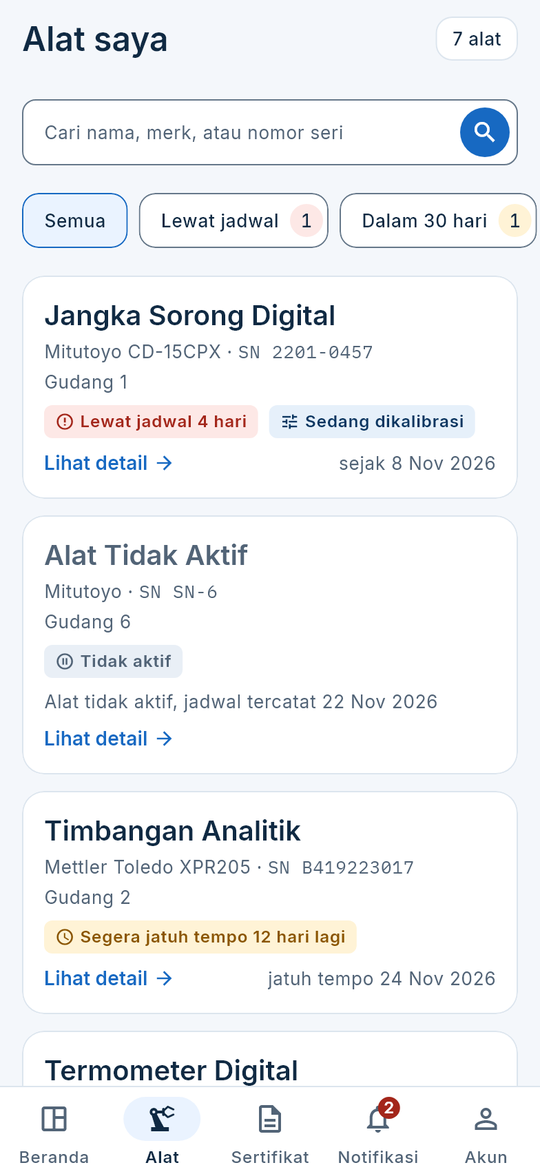 Alat saya
7 alat
Cari nama, merk, atau nomor seri
Semua
Lewat jadwal 1
Dalam 30 hari 1
Jangka Sorong Digital
Mitutoyo CD-15CPX · SN 2201-0457
Gudang 1
Lewat jadwal 4 hari
Sedang dikalibrasi
Lihat detail →
sejak 8 Nov 2026
Alat Tidak Aktif
Mitutoyo · SN SN-6
Gudang 6
Tidak aktif
Alat tidak aktif, jadwal tercatat 22 Nov 2026
Lihat detail →
Timbangan Analitik
Mettler Toledo XPR205 · SN B419223017
Gudang 2
Segera jatuh tempo 12 hari lagi
Lihat detail →
jatuh tempo 24 Nov 2026
Termometer Digital
2
Beranda
Alat
Sertifikat
Notifikasi
Akun